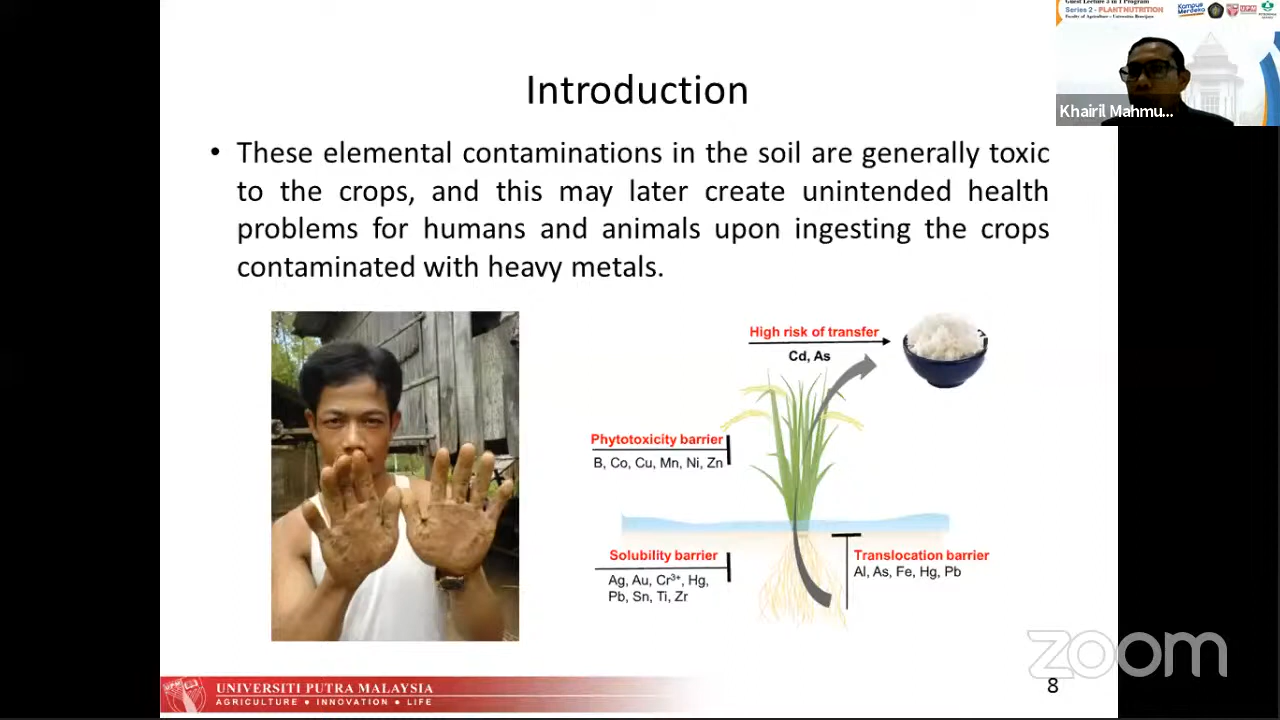 Guest Lecture 3 in 1 Program
Series 2 - PLANT NUTRITION
Faculty of Agriculture - Universitas Brawijaya
Kampus
Merdeka
UPM
Khairil Mahmu...
Introduction
• These elemental contaminations in the soil are generally toxic
to the crops, and this may later create unintended health
problems for humans and animals upon ingesting the crops
contaminated with heavy metals.
High risk of transfer
Cd, As
Phytotoxicity barrier
B, Co, Cu, Mn, Ni, Zn
Solubility barrier
Ag, Au, Cr³⁺, Hg,
Pb, Sn, Ti, Zr
Translocation barrier
Al, As, Fe, Hg, Pb
zoom
UNIVERSITI PUTRA MALAYSIA
AGRICULTURE • INNOVATION • LIFE
8